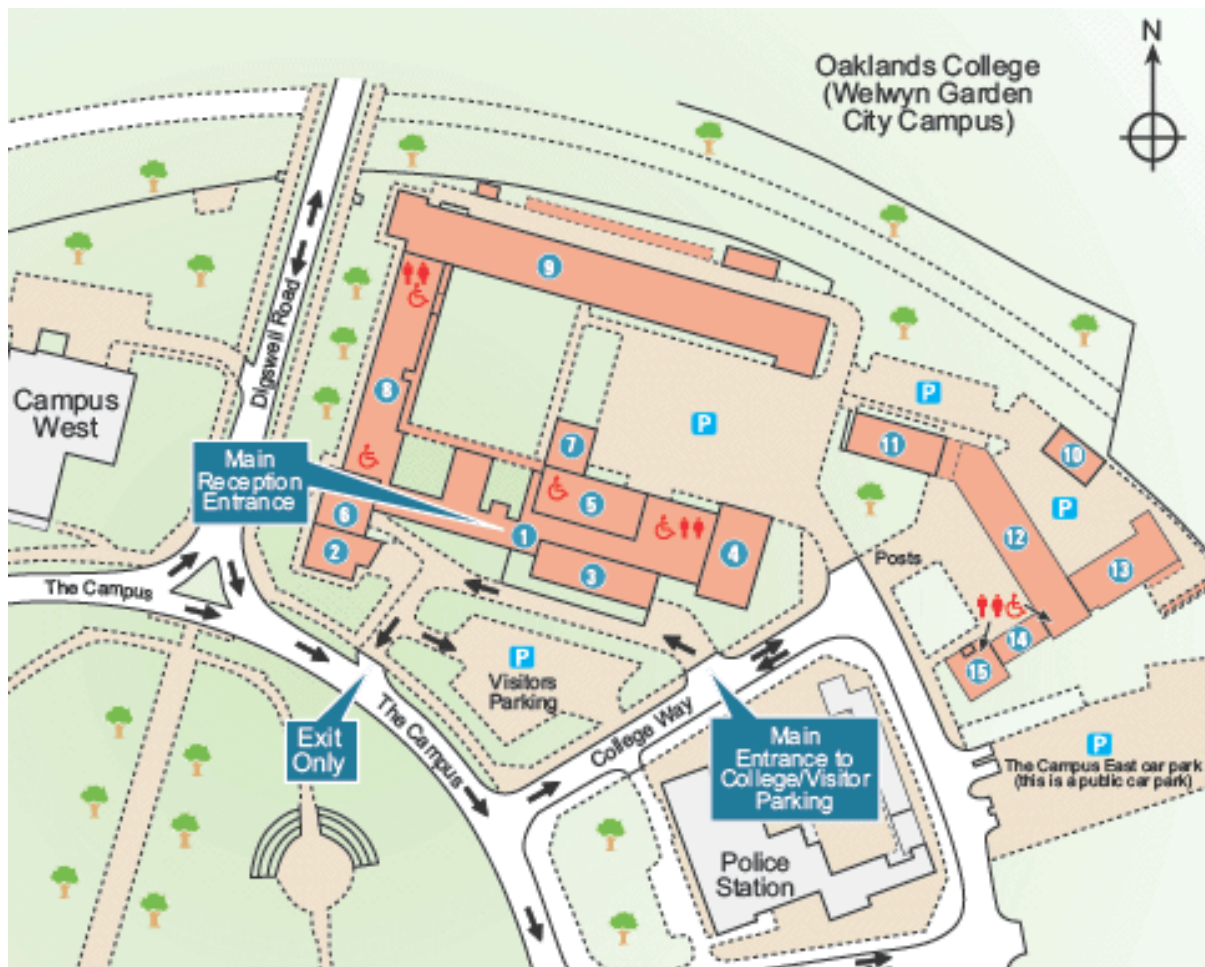 N
Oaklands College
(Welwyn Garden
City Campus)
9
Digswell Road
8
Campus
West
P
P
7
11
10
Main
Reception
Entrance
5
P
6
1
12
4
2
3
Posts
13
The Campus
14
15
P
Visitors
Parking
The Campus
College Way
Exit
Only
Main
Entrance to
College/Visitor
Parking
P
The Campus East car park
(this is a public car park)
Police
Station